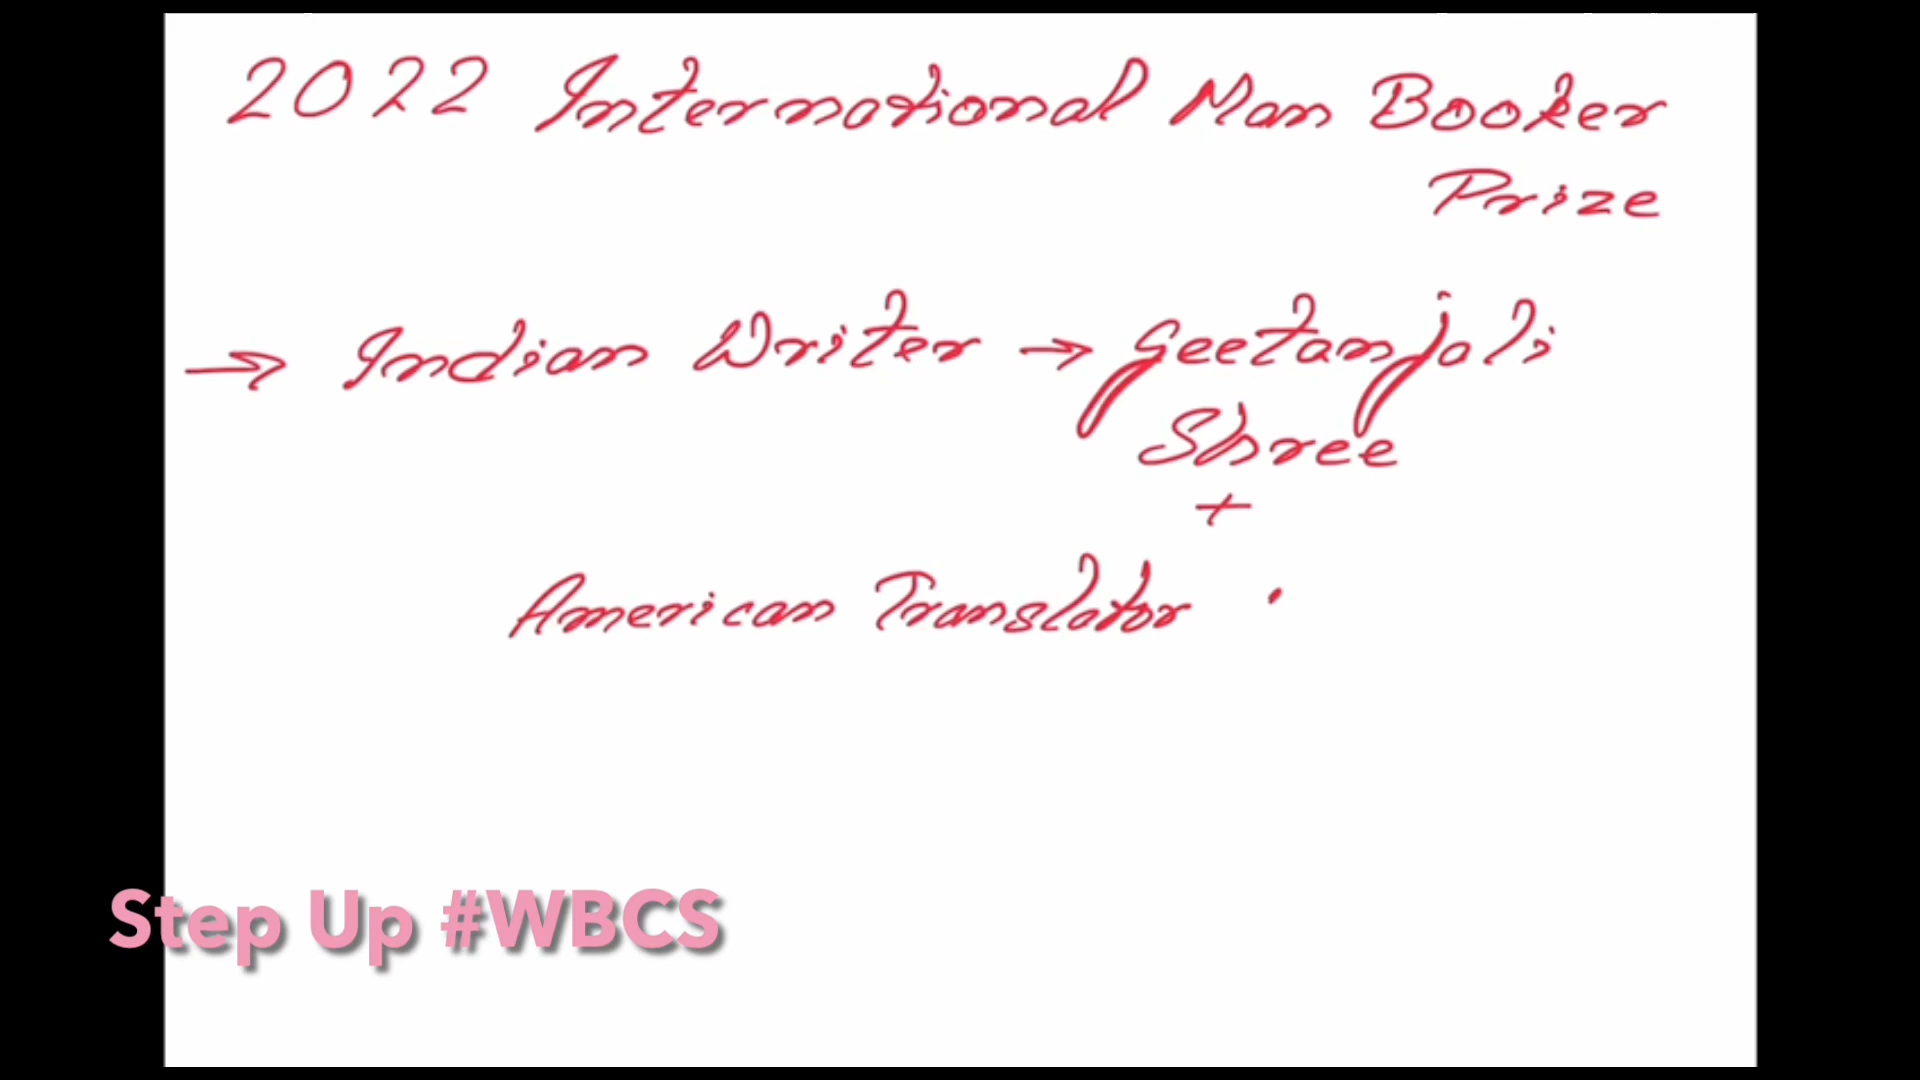 2022 International Man Booker
Prize
→ Indian Writer → Geetanjali
Shree
+
American Translator
Step Up #WBCS